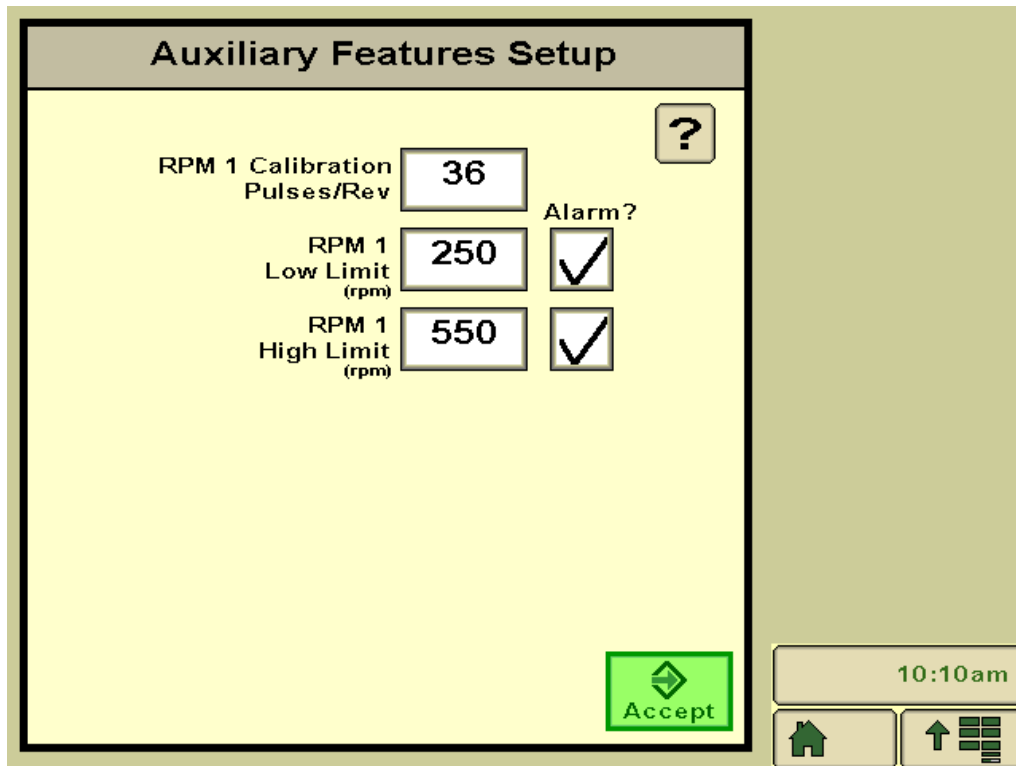 Auxiliary Features Setup
?
RPM 1 Calibration
Pulses/Rev
36
Alarm?
RPM 1
Low Limit
(rpm)
250
RPM 1
High Limit
(rpm)
550
Accept
10:10am